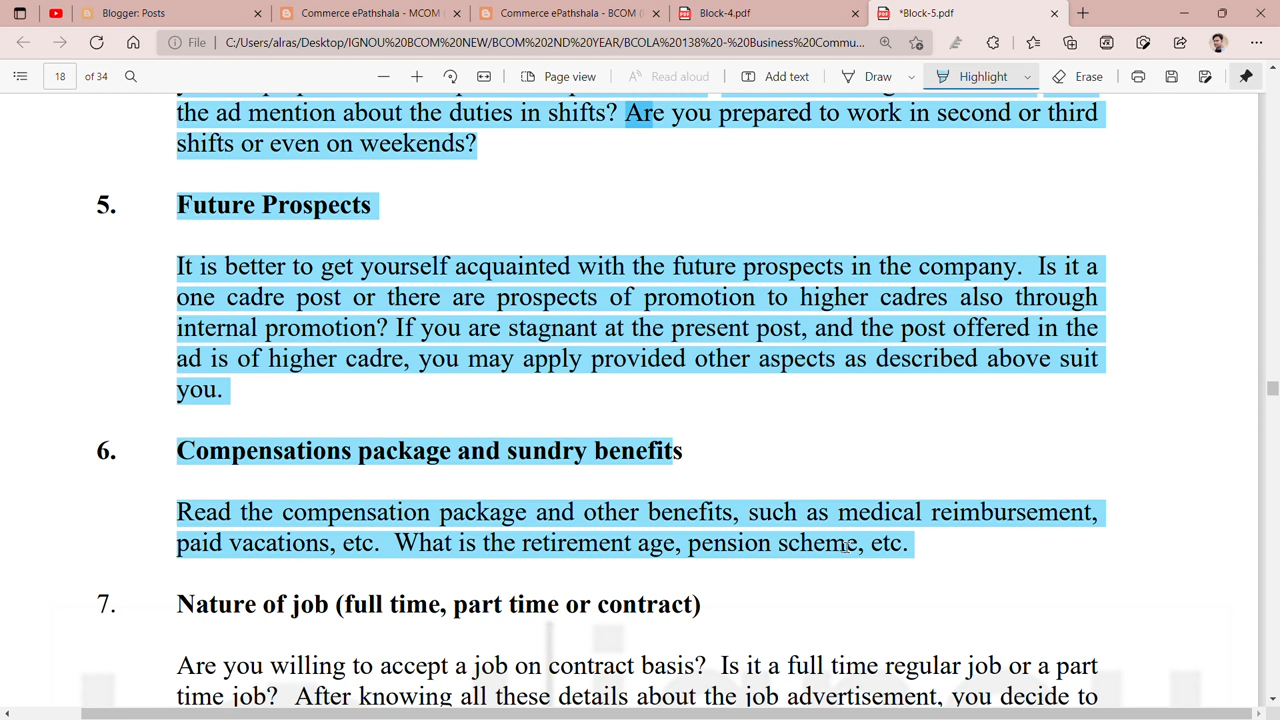 Blogger: Posts
Commerce ePathshala - MCOM (
Commerce ePathshala - BCOM (
Block-4.pdf
*Block-5.pdf
File
C:/Users/alras/Desktop/IGNOU%20BCOM%20NEW/BCOM%202ND%20YEAR/BCOLA%20138%20-%20Business%20Commu...
18 of 34
Page view
Read aloud
Add text
Draw
Highlight
Erase
the ad mention about the duties in shifts? Are you prepared to work in second or third
shifts or even on weekends?
5. Future Prospects
It is better to get yourself acquainted with the future prospects in the company. Is it a
one cadre post or there are prospects of promotion to higher cadres also through
internal promotion? If you are stagnant at the present post, and the post offered in the
ad is of higher cadre, you may apply provided other aspects as described above suit
you.
6. Compensations package and sundry benefits
Read the compensation package and other benefits, such as medical reimbursement,
paid vacations, etc. What is the retirement age, pension scheme, etc.
7. Nature of job (full time, part time or contract)
Are you willing to accept a job on contract basis? Is it a full time regular job or a part
time job? After knowing all these details about the job advertisement, you decide to